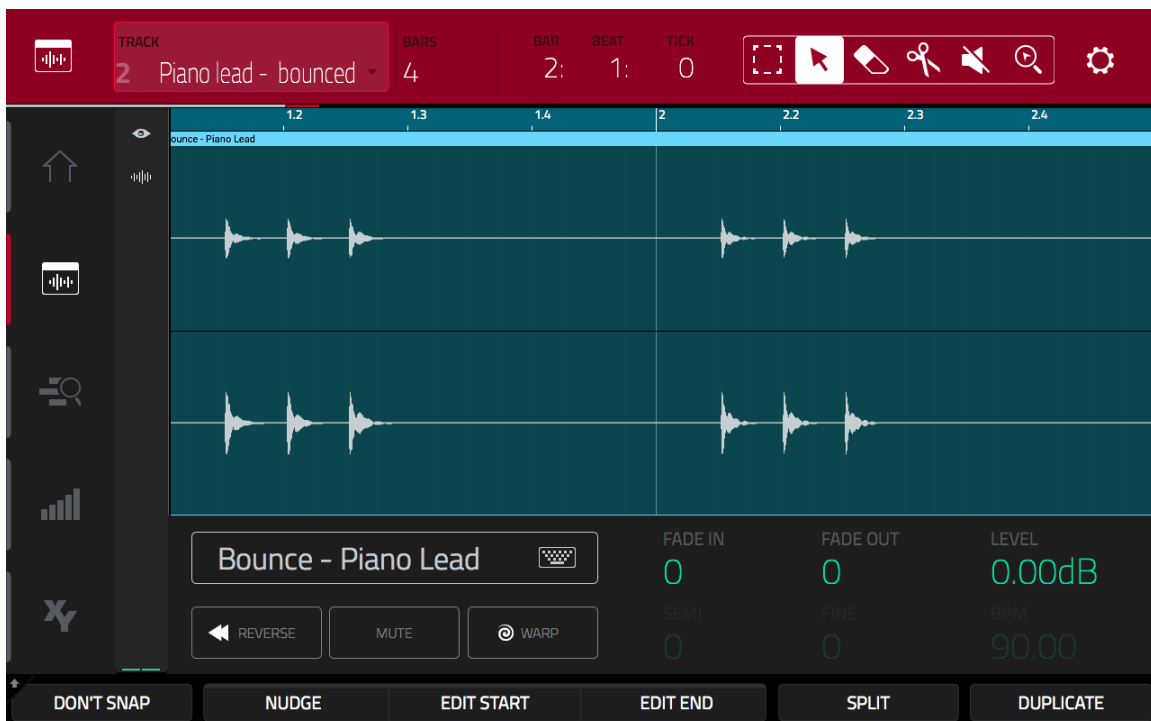 TRACK BARS BAR BEAT TICK
2 Piano lead - bounced 4 2: 1: 0
1.2 1.3 1.4 2 2.2 2.3 2.4
ounce - Piano Lead
Bounce - Piano Lead
FADE IN FADE OUT LEVEL
0 0 0.00dB
REVERSE MUTE WARP
SEMI FINE BPM
0 0 90.00
XY
DON'T SNAP NUDGE EDIT START EDIT END SPLIT DUPLICATE